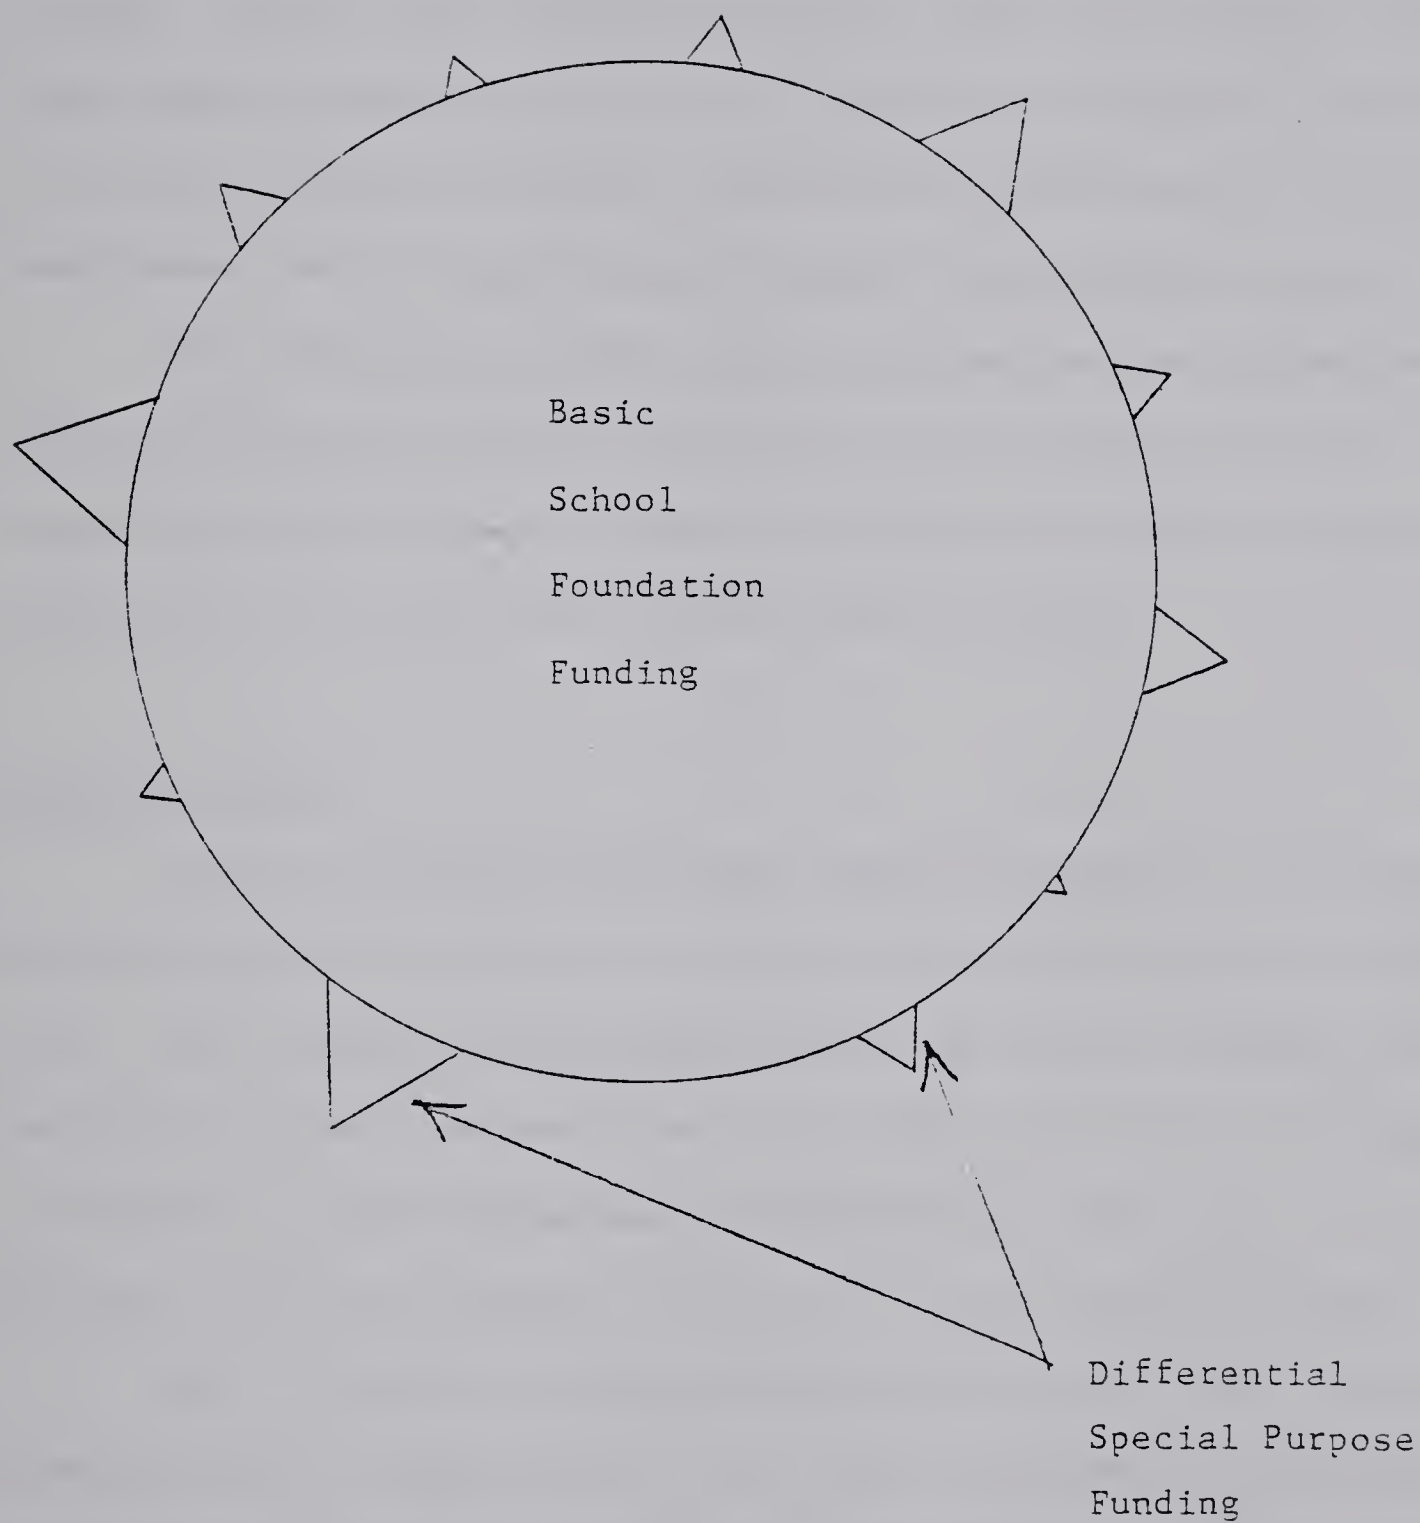 Basic
School
Foundation
Funding
Differential
Special Purpose
Funding